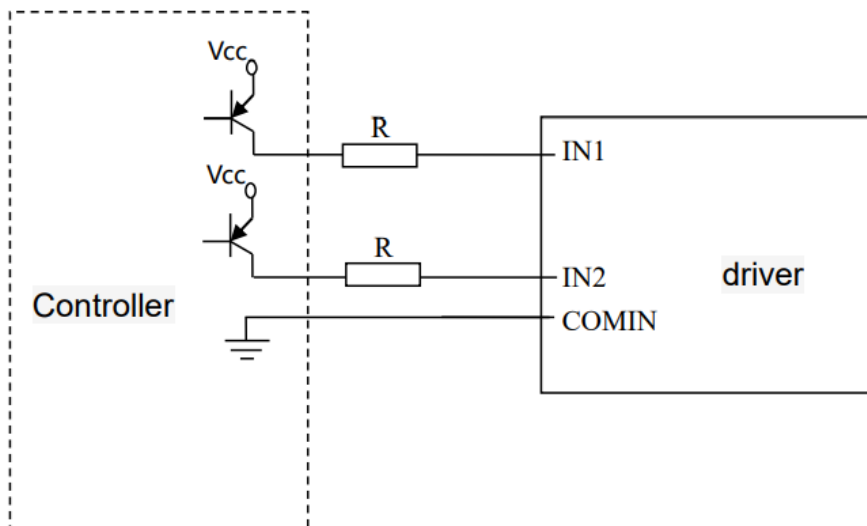 Vcc
R
IN1
Vcc
R
IN2
driver
Controller
COMIN